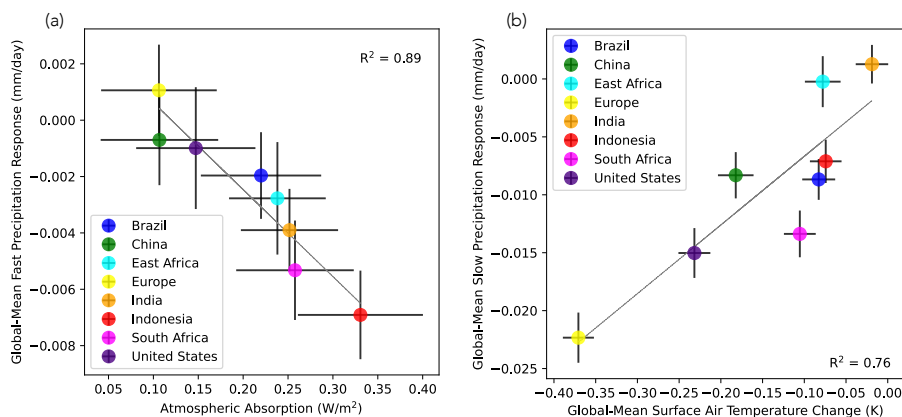 (a)
R² = 0.89
Global-Mean Fast Precipitation Response (mm/day)
0.002
0.000
−0.002
−0.004
−0.006
−0.008
Brazil
China
East Africa
Europe
India
Indonesia
South Africa
United States
0.05 0.10 0.15 0.20 0.25 0.30 0.35 0.40
Atmospheric Absorption (W/m²)
(b)
Global-Mean Slow Precipitation Response (mm/day)
0.000
−0.005
−0.010
−0.015
−0.020
−0.025
Brazil
China
East Africa
Europe
India
Indonesia
South Africa
United States
R² = 0.76
−0.40 −0.35 −0.30 −0.25 −0.20 −0.15 −0.10 −0.05 0.00
Global-Mean Surface Air Temperature Change (K)